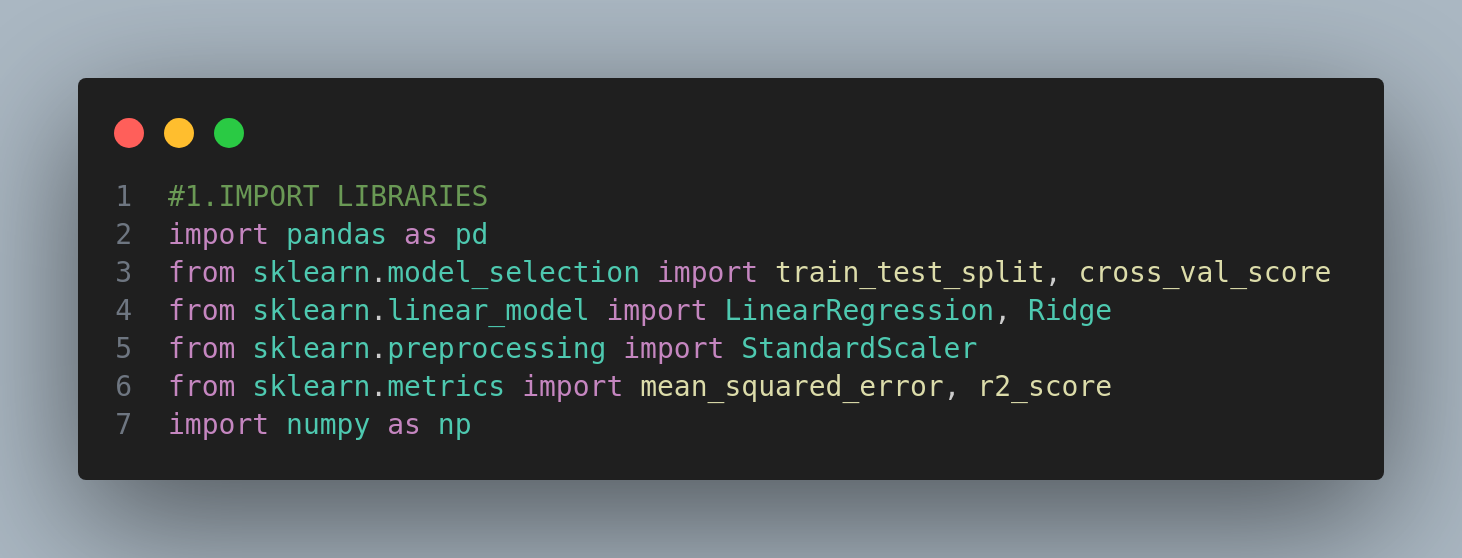 1 #1.IMPORT LIBRARIES
2 import pandas as pd
3 from sklearn.model_selection import train_test_split, cross_val_score
4 from sklearn.linear_model import LinearRegression, Ridge
5 from sklearn.preprocessing import StandardScaler
6 from sklearn.metrics import mean_squared_error, r2_score
7 import numpy as np